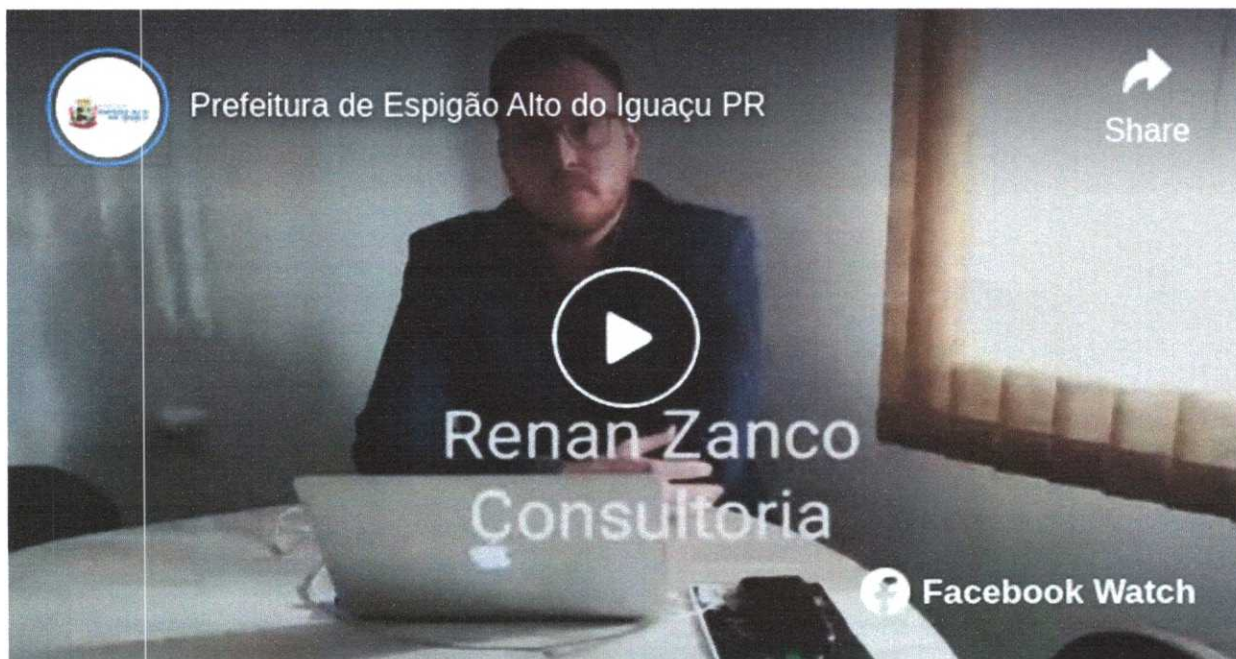 Prefeitura de Espigão Alto do Iguaçu PR
Share
Renan Zanco
Consultoria
Facebook Watch